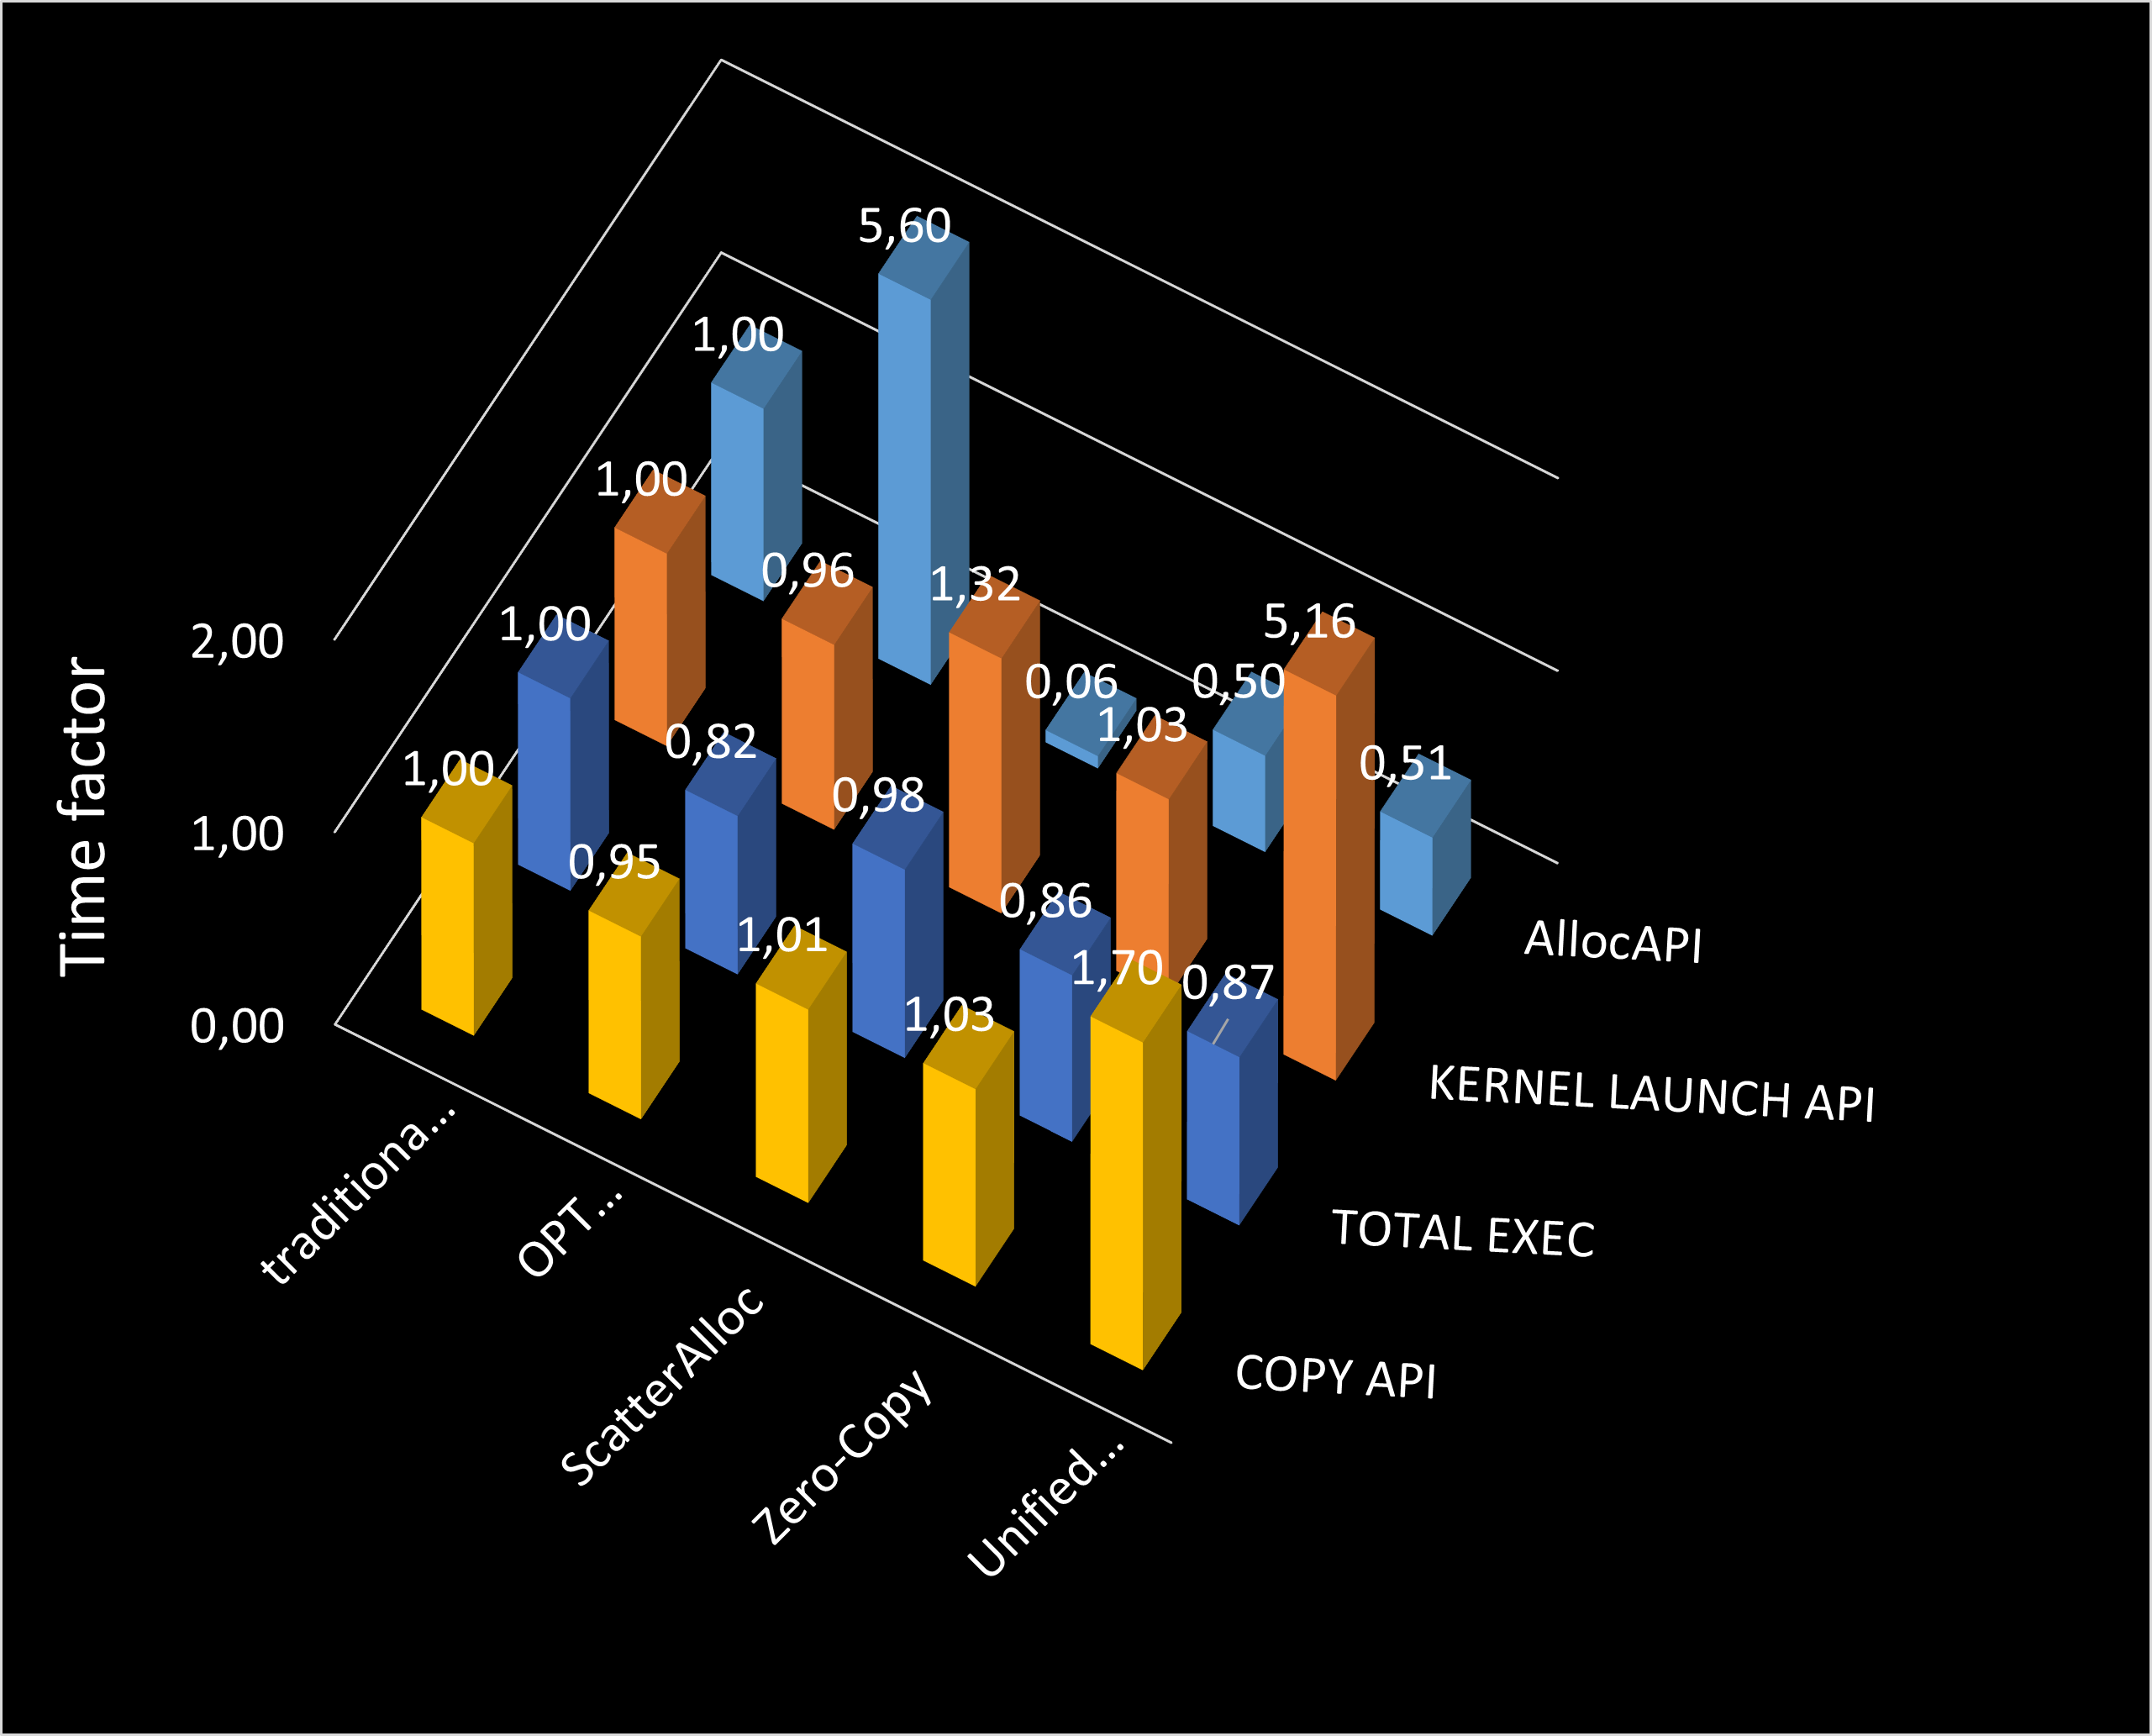 5,60
1,00
1,00
0,96
1,32
5,16
1,00
2,00
0,06
0,50
1,03
0,82
0,51
1,00
0,98
1,00
0,95
0,86
1,01
1,70
0,87
1,03
0,00
Time factor
AllocAPI
KERNEL LAUNCH API
TOTAL EXEC
COPY API
traditiona...
OPT...
ScatterAlloc
Zero-Copy
Unified...